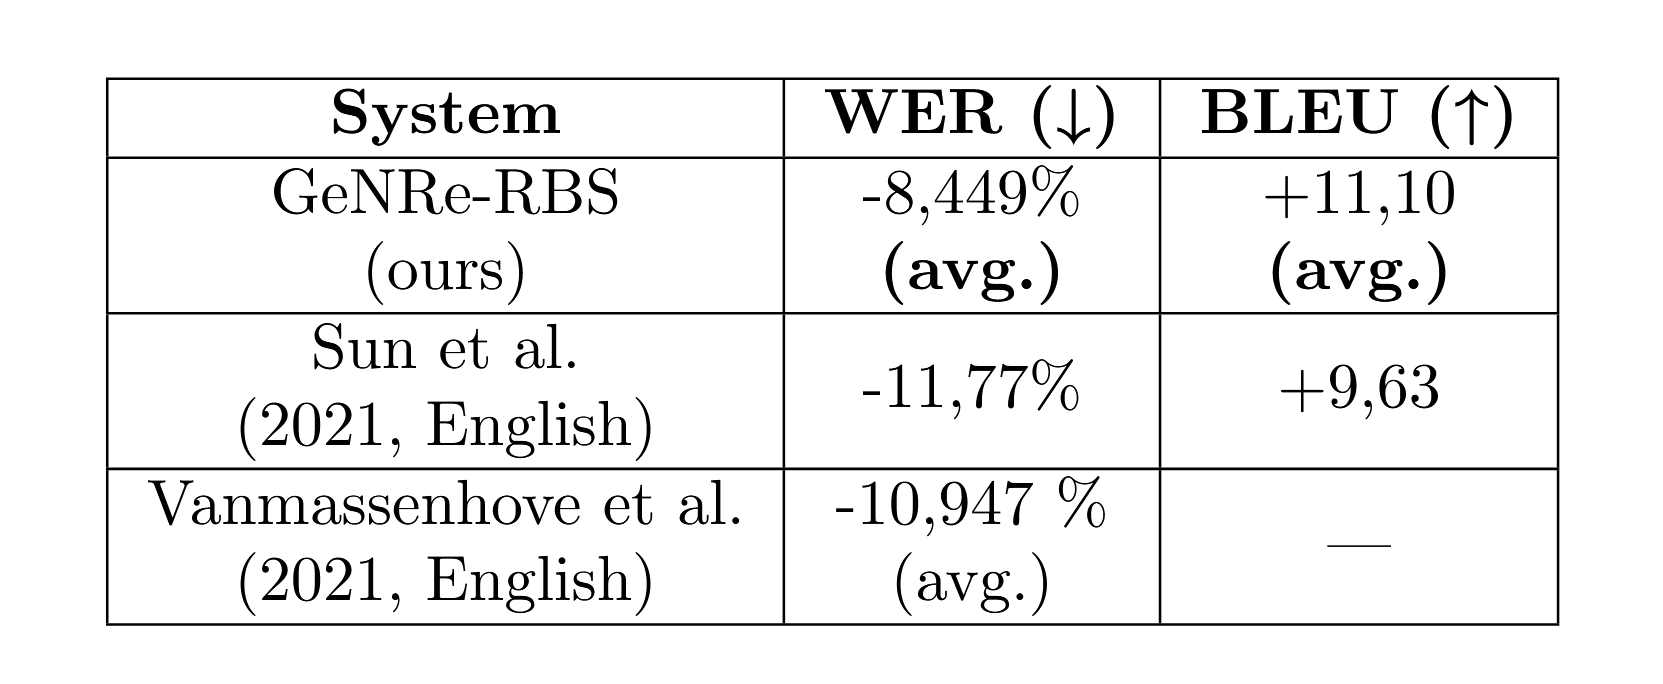 System WER (↓) BLEU (↑)
GeNRe-RBS -8,449% +11,10
(ours) (avg.) (avg.)
Sun et al.
(2021, English) -11,77% +9,63
Vanmassenhove et al. -10,947 %
(2021, English) (avg.) —